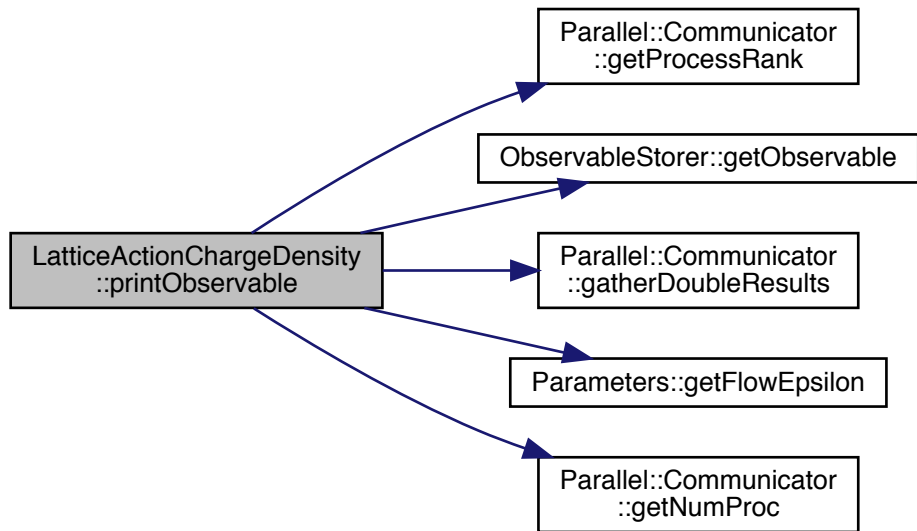 Parallel::Communicator
::getProcessRank
ObservableStorer::getObservable
LatticeActionChargeDensity
::printObservable
Parallel::Communicator
::gatherDoubleResults
Parameters::getFlowEpsilon
Parallel::Communicator
::getNumProc